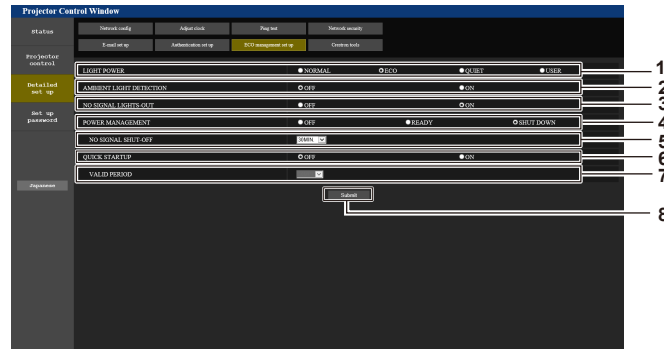 Projector Control Window
Status
Network config
Adjust clock
Ping test
Network security
E-mail set up
Authentication set up
ECO management set up
Crestron tools
Projector
control
Detailed
set up
Set up
password
Japanese
LIGHT POWER NORMAL ECO QUIET USER 1
AMBIENT LIGHT DETECTION OFF ON 2
NO SIGNAL LIGHTS-OUT OFF ON 3
POWER MANAGEMENT OFF READY SHUT DOWN 4
NO SIGNAL SHUT-OFF 30MIN. 5
QUICK STARTUP OFF ON 6
VALID PERIOD 7
Submit 8